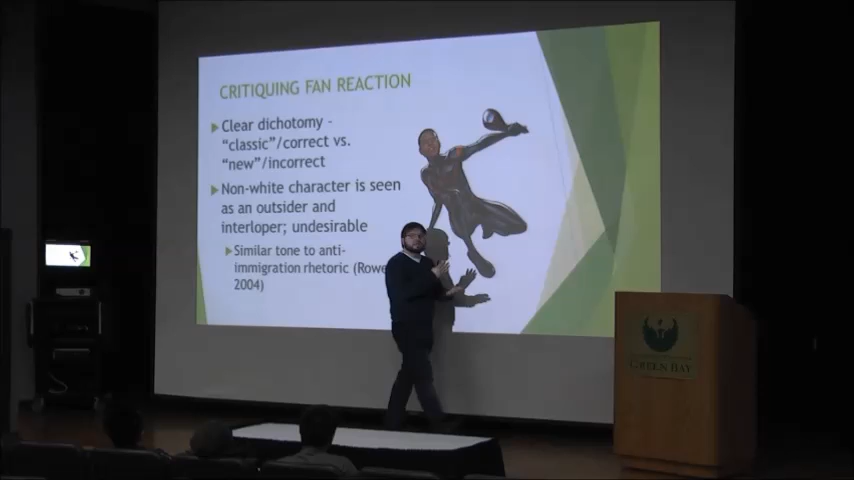 CRITIQUING FAN REACTION
Clear dichotomy -
"classic"/correct vs.
"new"/incorrect
Non-white character is seen
as an outsider and
interloper; undesirable
Similar tone to anti-
immigration rhetoric (Rowe
2004)
GREEN BAY